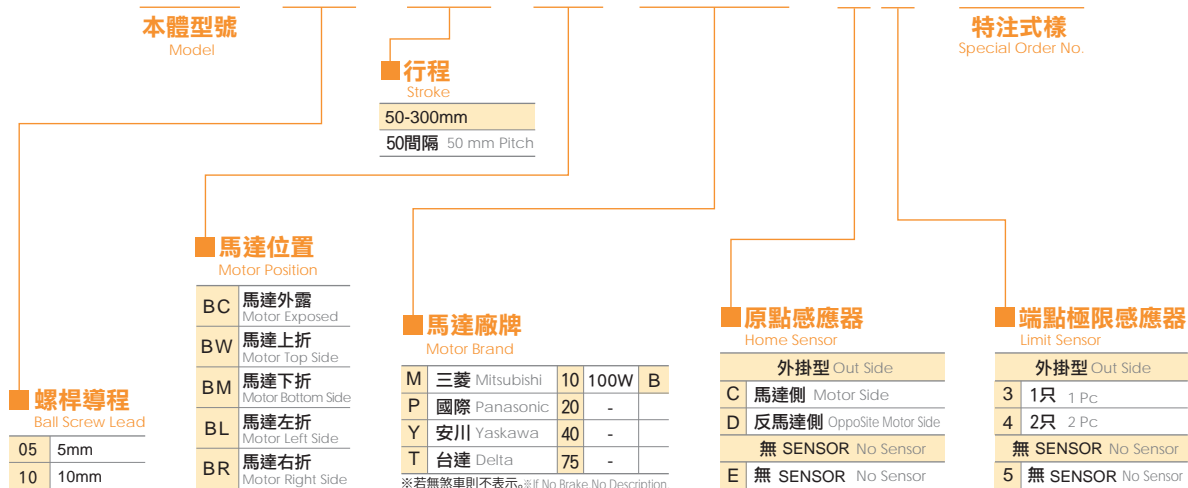 本體型號
Model
特注式樣
Special Order No.
行程
Stroke
50-300mm
50間隔 50 mm Pitch
馬達位置
Motor Position
BC 馬達外露
Motor Exposed
BW 馬達上折
Motor Top Side
BM 馬達下折
Motor Bottom Side
BL 馬達左折
Motor Left Side
BR 馬達右折
Motor Right Side
螺桿導程
Ball Screw Lead
05 5mm
10 10mm
馬達廠牌
Motor Brand
M 三菱 Mitsubishi 10 100W B
P 國際 Panasonic 20 -
Y 安川 Yaskawa 40 -
T 台達 Delta 75 -
※若無煞車則不表示。※If No Brake,No Description.
原點感應器
Home Sensor
外掛型 Out Side
C 馬達側 Motor Side
D 反馬達側 OppoSite Motor Side
無 SENSOR No Sensor
E 無 SENSOR No Sensor
端點極限感應器
Limit Sensor
外掛型 Out Side
3 1只 1 Pc
4 2只 2 Pc
無 SENSOR No Sensor
5 無 SENSOR No Sensor